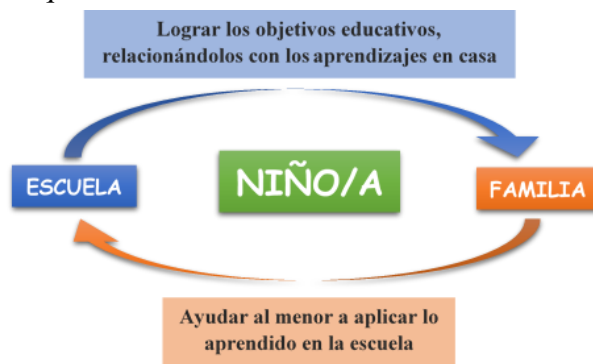 Lograr los objetivos educativos,
relacionándolos con los aprendizajes en casa
ESCUELA
NIÑO/A
FAMILIA
Ayudar al menor a aplicar lo
aprendido en la escuela